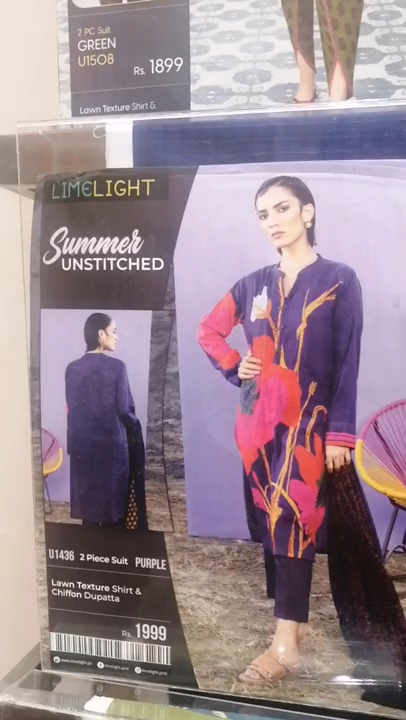 2 PC Suit
GREEN
U1508
Rs. 1899
Lawn Texture Shirt &
LIMELIGHT
Summer
UNSTITCHED
U1436 2 Piece Suit PURPLE
Lawn Texture Shirt &
Chiffon Dupatta
Rs. 1999